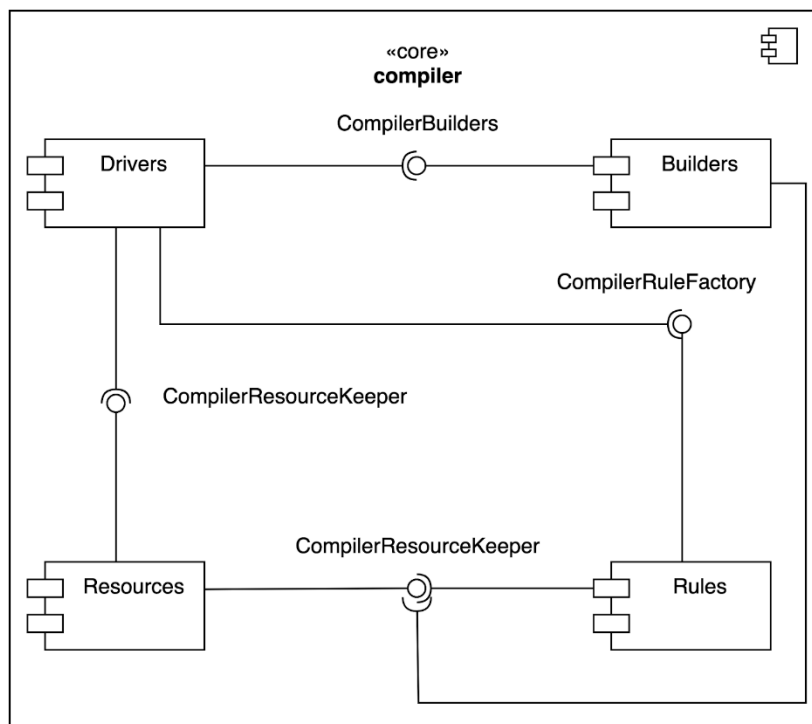 «core»
compiler
CompilerBuilders
Drivers
Builders
CompilerRuleFactory
CompilerResourceKeeper
CompilerResourceKeeper
Resources
Rules